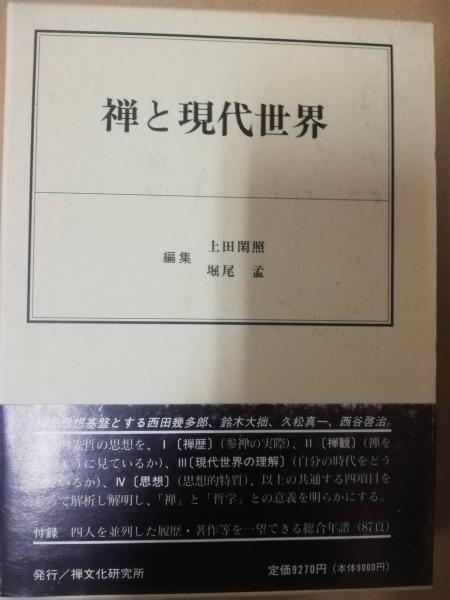 禅と現代世界
編集
上田閑照
堀尾 孟
思想基盤とする西田幾多郎、鈴木大拙、久松真一、西谷啓治。
先哲の思想を、Ⅰ〔禅歴〕(参禅の実際)、Ⅱ〔禅観〕(禅を
ように見ているか)、Ⅲ〔現代世界の理解〕(自分の時代をどう
ているか)、Ⅳ〔思想〕(思想的特質)、以上の共通する四項目を
って解析し解明し、「禅」と「哲学」との意義を明らかにする。
付録 四人を並列した履歴・著作等を一望できる総合年譜(87頁)
発行/禅文化研究所
定価9270円(本体9000円)